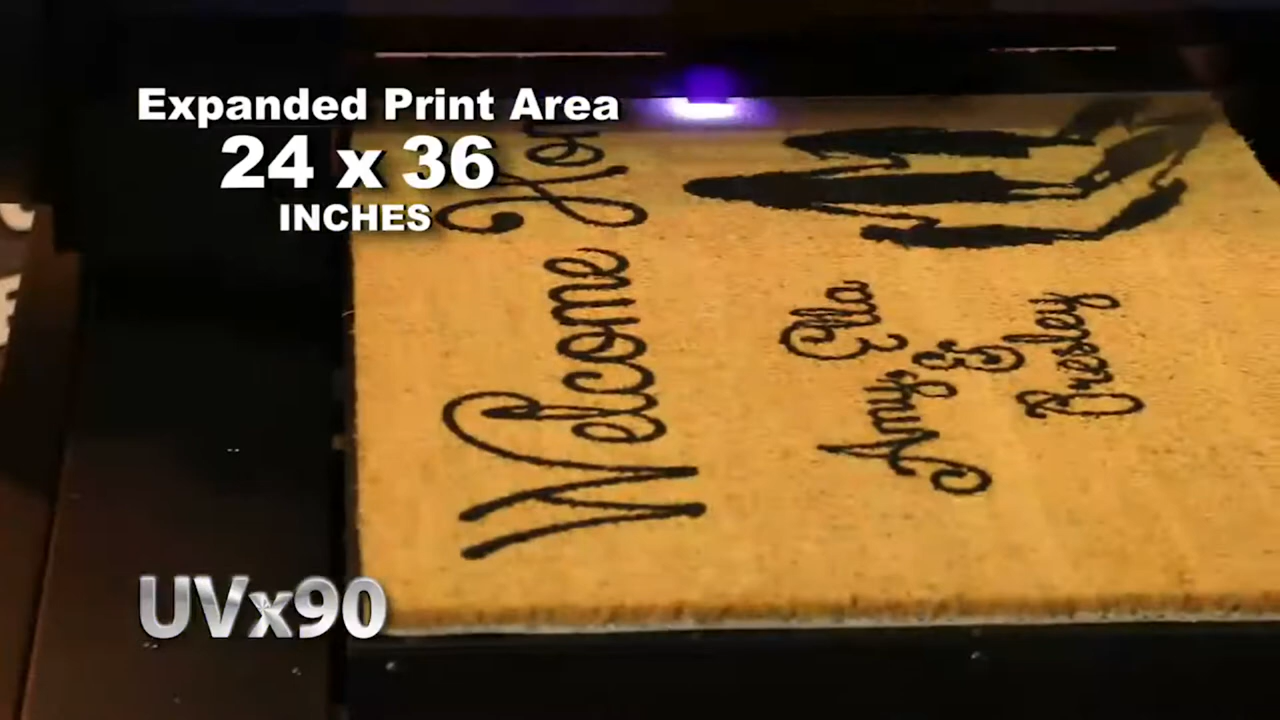 Expanded Print Area
24 x 36
INCHES
Welcome
Ella
Amy, &
Presley
UVx90